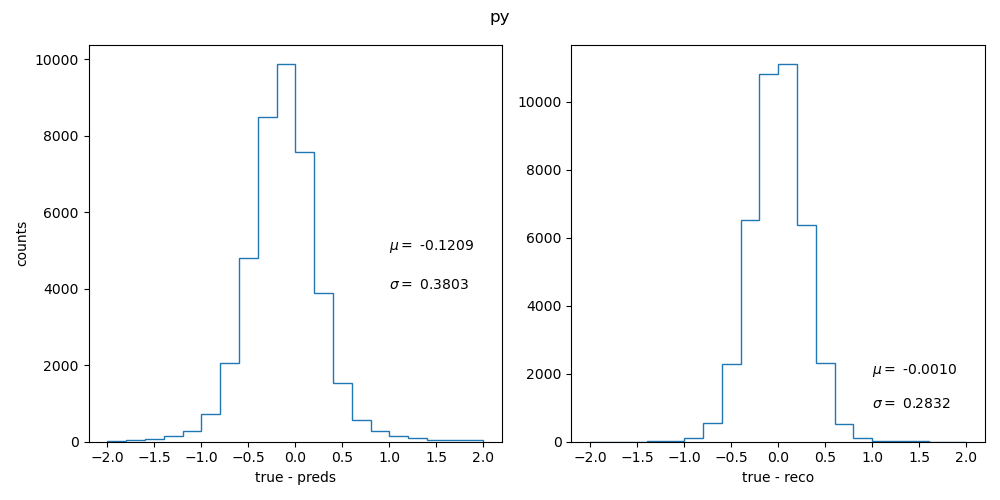 py
10000
8000
6000
4000
2000
0
counts
μ = -0.1209
σ = 0.3803
−2.0 −1.5 −1.0 −0.5 0.0 0.5 1.0 1.5 2.0
true - preds
10000
8000
6000
4000
2000
0
μ = -0.0010
σ = 0.2832
−2.0 −1.5 −1.0 −0.5 0.0 0.5 1.0 1.5 2.0
true - reco